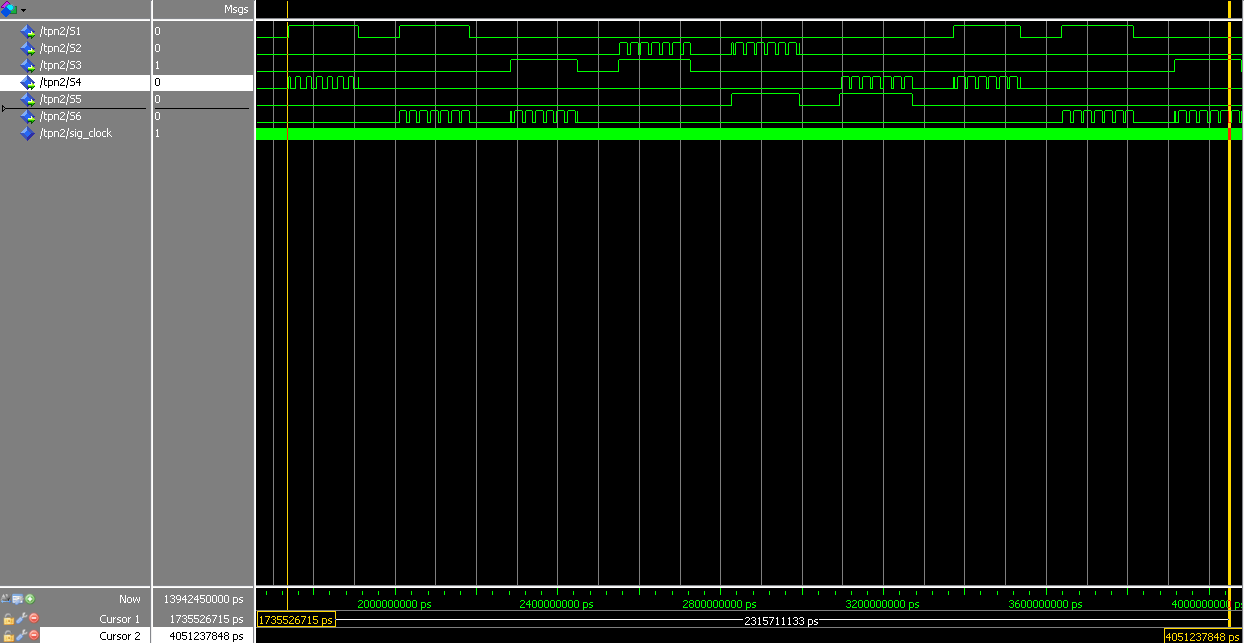 Msgs
/tpn2/S1 0
/tpn2/S2 0
/tpn2/S3 1
/tpn2/S4 0
/tpn2/S5 0
/tpn2/S6 0
/tpn2/sig_clock 1
Now 13942450000 ps
2000000000 ps 2400000000 ps 2800000000 ps 3200000000 ps 3600000000 ps 4000000000 ps
Cursor 1 1735526715 ps 1735526715 ps 2315711133 ps
Cursor 2 4051237848 ps 4051237848 ps